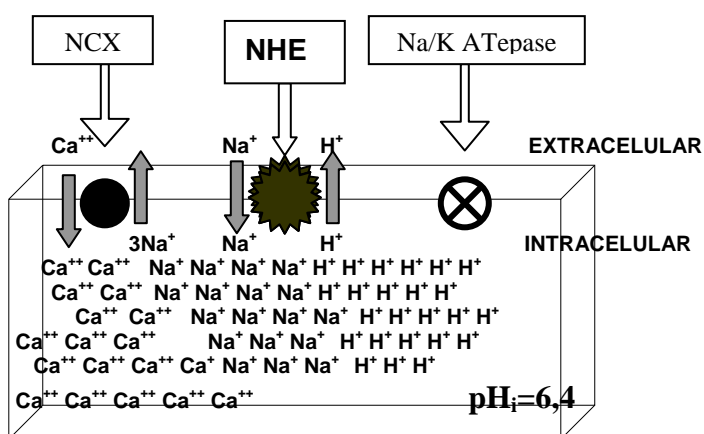 NCX NHE Na/K ATepase
Ca⁺⁺ Na⁺ H⁺ EXTRACELULAR
3Na⁺ Na⁺ H⁺ INTRACELULAR
Ca⁺⁺ Ca⁺⁺ Na⁺ Na⁺ Na⁺ Na⁺ H⁺ H⁺ H⁺ H⁺ H⁺ H⁺
Ca⁺⁺ Ca⁺⁺ Na⁺ Na⁺ Na⁺ Na⁺ H⁺ H⁺ H⁺ H⁺ H⁺
Ca⁺⁺ Ca⁺⁺ Na⁺ Na⁺ Na⁺ Na⁺ H⁺ H⁺ H⁺ H⁺ H⁺
Ca⁺⁺ Ca⁺⁺ Ca⁺⁺ Na⁺ Na⁺ Na⁺ H⁺ H⁺ H⁺ H⁺ H⁺
Ca⁺⁺ Ca⁺⁺ Ca⁺⁺ Ca⁺ Na⁺ Na⁺ Na⁺ H⁺ H⁺ H⁺
Ca⁺⁺ Ca⁺⁺ Ca⁺⁺ Ca⁺⁺ Ca⁺⁺ pHᵢ=6,4